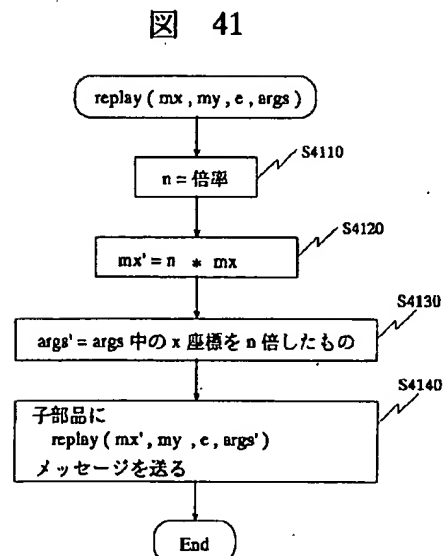 図 41
replay ( mx , my , e , args )
S4110
n = 倍率
S4120
mx' = n * mx
S4130
args' = args 中の x 座標を n 倍したもの
S4140
子部品に
replay ( mx' , my , e , args' )
メッセージを送る
End